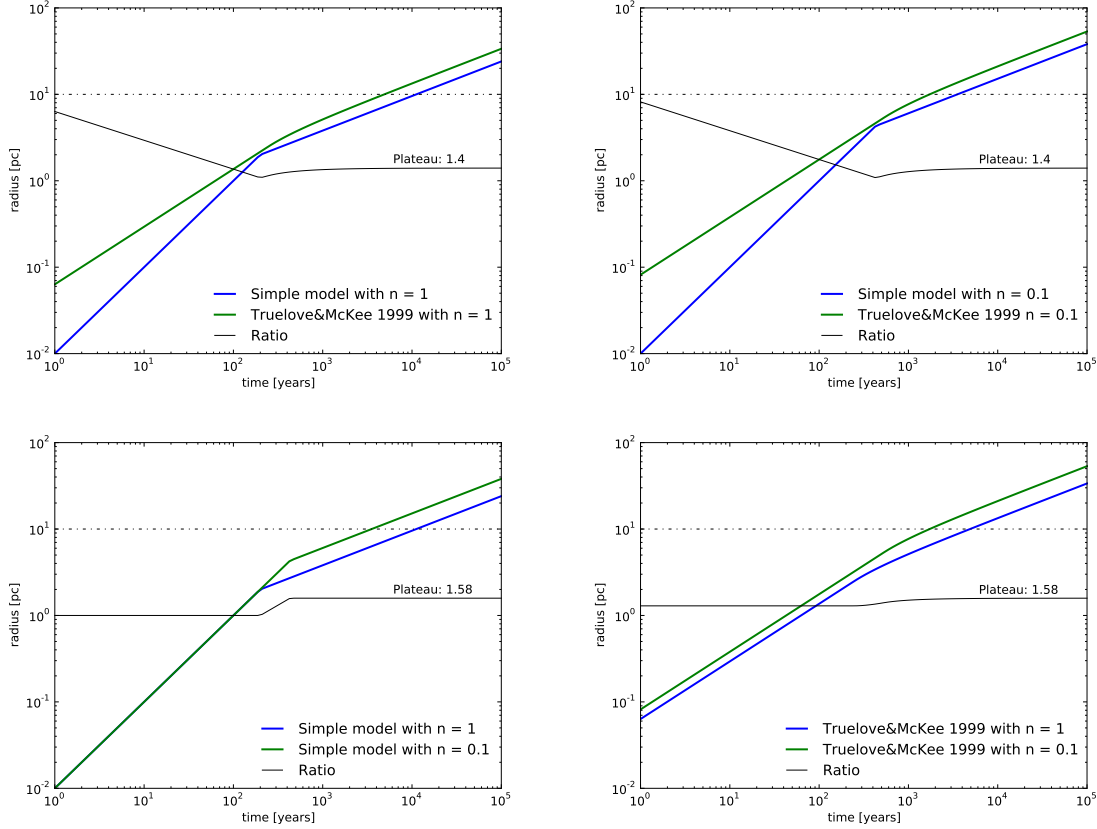 10^2
10^1
10^0
10^-1
10^-2
radius [pc]
Plateau: 1.4
Simple model with n = 1
Truelove&McKee 1999 with n = 1
Ratio
10^0 10^1 10^2 10^3 10^4 10^5
time [years]
10^2
10^1
10^0
10^-1
10^-2
radius [pc]
Plateau: 1.4
Simple model with n = 0.1
Truelove&McKee 1999 n = 0.1
Ratio
10^0 10^1 10^2 10^3 10^4 10^5
time [years]
10^2
10^1
10^0
10^-1
10^-2
radius [pc]
Plateau: 1.58
Simple model with n = 1
Simple model with n = 0.1
Ratio
10^0 10^1 10^2 10^3 10^4 10^5
time [years]
10^2
10^1
10^0
10^-1
10^-2
radius [pc]
Plateau: 1.58
Truelove&McKee 1999 with n = 1
Truelove&McKee 1999 with n = 0.1
Ratio
10^0 10^1 10^2 10^3 10^4 10^5
time [years]